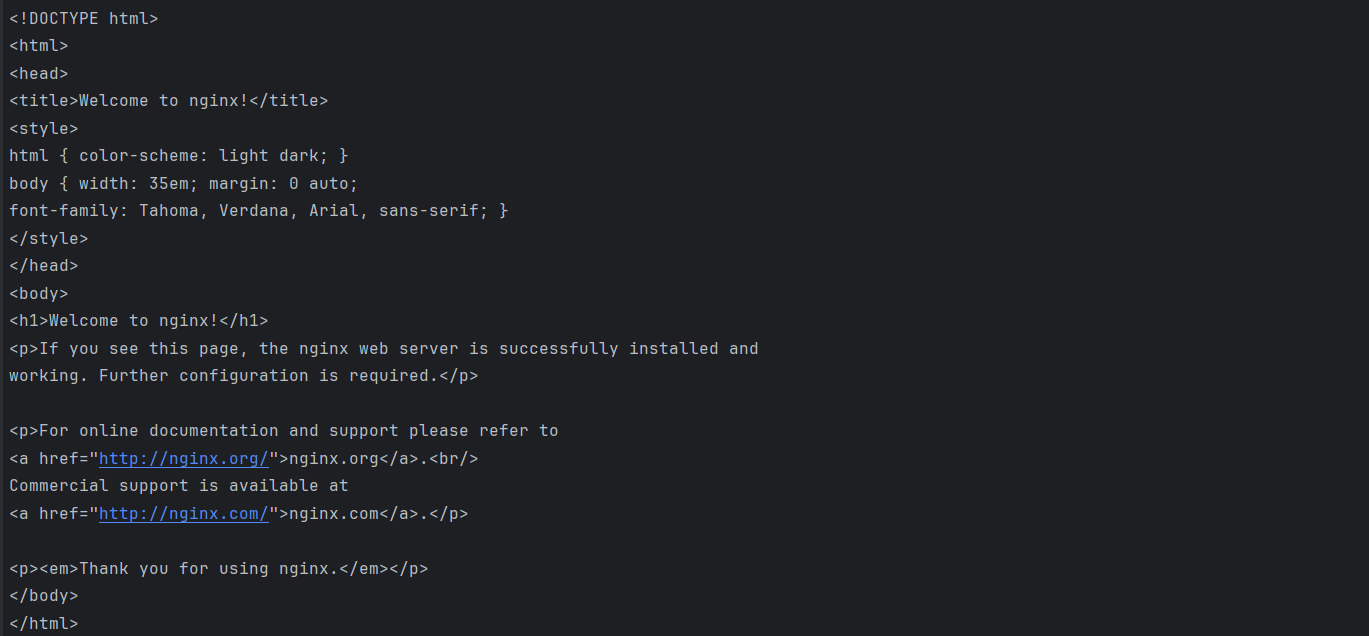 <!DOCTYPE html>
<html>
<head>
<title>Welcome to nginx!</title>
<style>
html { color-scheme: light dark; }
body { width: 35em; margin: 0 auto;
font-family: Tahoma, Verdana, Arial, sans-serif; }
</style>
</head>
<body>
<h1>Welcome to nginx!</h1>
<p>If you see this page, the nginx web server is successfully installed and
working. Further configuration is required.</p>

<p>For online documentation and support please refer to
<a href="http://nginx.org/">nginx.org</a>.<br/>
Commercial support is available at
<a href="http://nginx.com/">nginx.com</a>.</p>

<p><em>Thank you for using nginx.</em></p>
</body>
</html>